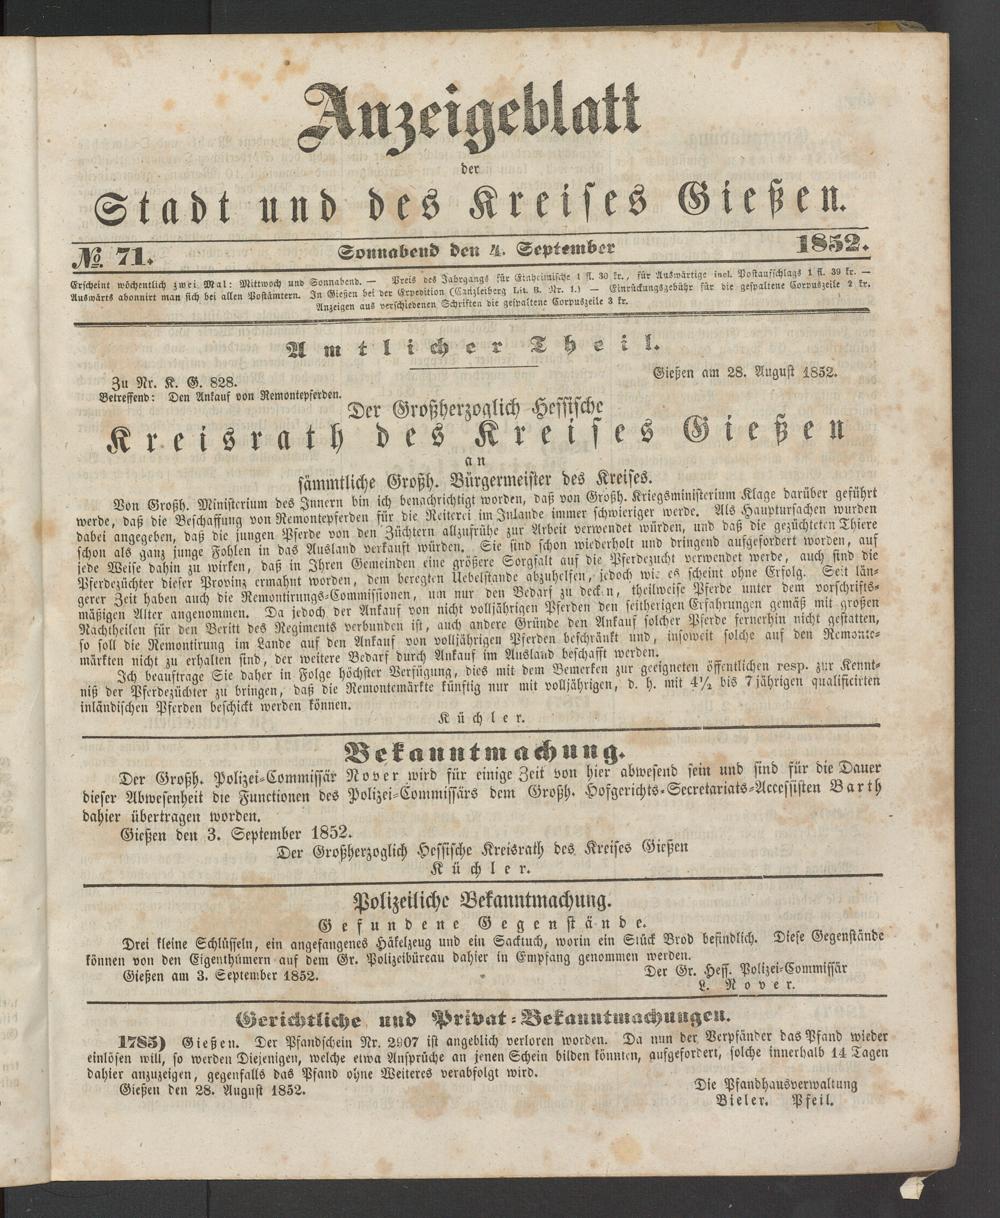 Anzeigeblatt
der
Stadt und des Kreiſes Gießen.
№ 71. Sonnabend den 4. September 1852.
Erſcheint wöchentlich zwei Mal: Mittwoch und Sonnabend. — Preis des Jahrgangs für Einheimiſche 1 fl. 30 kr., für Auswärtige incl. Poſtaufſchlags 1 fl. 39 kr. —
Auswärts abonnirt man ſich bei allen Poſtämtern. In Gießen bei der Expedition (Canzleiberg Lit. B. Nr. 1.) — Einrückungsgebühr für die geſpaltene Corpuszeile 2 kr.
Anzeigen aus verſchiedenen Schriften die geſpaltene Corpuszeile 3 kr.
Amtlicher Theil.
Zu Nr. K. G. 828. Gießen am 28. Auguſt 1852.
Betreffend: Den Ankauf von Remontepferden.
Der Großherzoglich Heſſiſche
Kreisrath des Kreiſes Gießen
an
ſämmtliche Großh. Bürgermeiſter des Kreiſes.
Von Großh. Miniſterium des Innern bin ich benachrichtigt worden, daß von Großh. Kriegsminiſterium Klage darüber geführt
werde, daß die Beſchaffung von Remontepferden für die Reiterei im Inlande immer ſchwieriger werde. Als Haupturſachen wurden
dabei angegeben, daß die jungen Pferde von den Züchtern allzufrühe zur Arbeit verwendet würden, und daß die gezüchteten Thiere
ſchon als ganz junge Fohlen in das Ausland verkauft würden. Sie ſind ſchon wiederholt und dringend aufgefordert worden, auf
jede Weiſe dahin zu wirken, daß in Ihren Gemeinden eine größere Sorgfalt auf die Pferdezucht verwendet werde, auch ſind die
Pferdezüchter dieſer Provinz ermahnt worden, dem beregten Uebelſtande abzuhelfen, jedoch wie es ſcheint ohne Erfolg. Seit län-
gerer Zeit haben auch die Remontirungs-Commiſſionen, um nur den Bedarf zu decken, theilweiſe Pferde unter dem vorſchrifts-
mäßigen Alter angenommen. Da jedoch der Ankauf von nicht volljährigen Pferden den ſeitherigen Erfahrungen gemäß mit großen
Nachtheilen für den Beritt des Regiments verbunden iſt, auch andere Gründe den Ankauf ſolcher Pferde fernerhin nicht geſtatten,
ſo ſoll die Remontirung im Lande auf den Ankauf von volljährigen Pferden beſchränkt und, inſoweit ſolche auf den Remonte-
märkten nicht zu erhalten ſind, der weitere Bedarf durch Ankauf im Ausland beſchafft werden.
Ich beauftrage Sie daher in Folge höchſter Verfügung, dies mit dem Bemerken zur geeigneten öffentlichen resp. zur Kennt-
niß der Pferdezüchter zu bringen, daß die Remontemärkte künftig nur mit volljährigen, d. h. mit 4½ bis 7jährigen qualificirten
inländiſchen Pferden beſchickt werden können.
Küchler.
Bekanntmachung.
Der Großh. Polizei-Commiſſär Nover wird für einige Zeit von hier abweſend ſein und ſind für die Dauer
dieſer Abweſenheit die Functionen des Polizei-Commiſſärs dem Großh. Hofgerichts-Secretariats-Acceſſiſten Barth
dahier übertragen worden.
Gießen den 3. September 1852.
Der Großherzoglich Heſſiſche Kreisrath des Kreiſes Gießen
Küchler.
Polizeiliche Bekanntmachung.
Gefundene Gegenſtände.
Drei kleine Schlüſſeln, ein angefangenes Häkelzeug und ein Sacktuch, worin ein Stück Brod befindlich. Dieſe Gegenſtände
können von den Eigenthümern auf dem Gr. Polizeibüreau dahier in Empfang genommen werden.
Gießen am 3. September 1852. Der Gr. Heſſ. Polizei-Commiſſär
L. Nover.
Gerichtliche und Privat-Bekanntmachungen.
1785) Gießen. Der Pfandſchein Nr. 2907 iſt angeblich verloren worden. Da nun der Verpfänder das Pfand wieder
einlöſen will, ſo werden Diejenigen, welche etwa Anſprüche an jenen Schein bilden könnten, aufgefordert, ſolche innerhalb 14 Tagen
dahier anzuzeigen, gegenfalls das Pfand ohne Weiteres verabfolgt wird.
Gießen den 28. Auguſt 1852. Die Pfandhausverwaltung
Bieler. Pfeil.